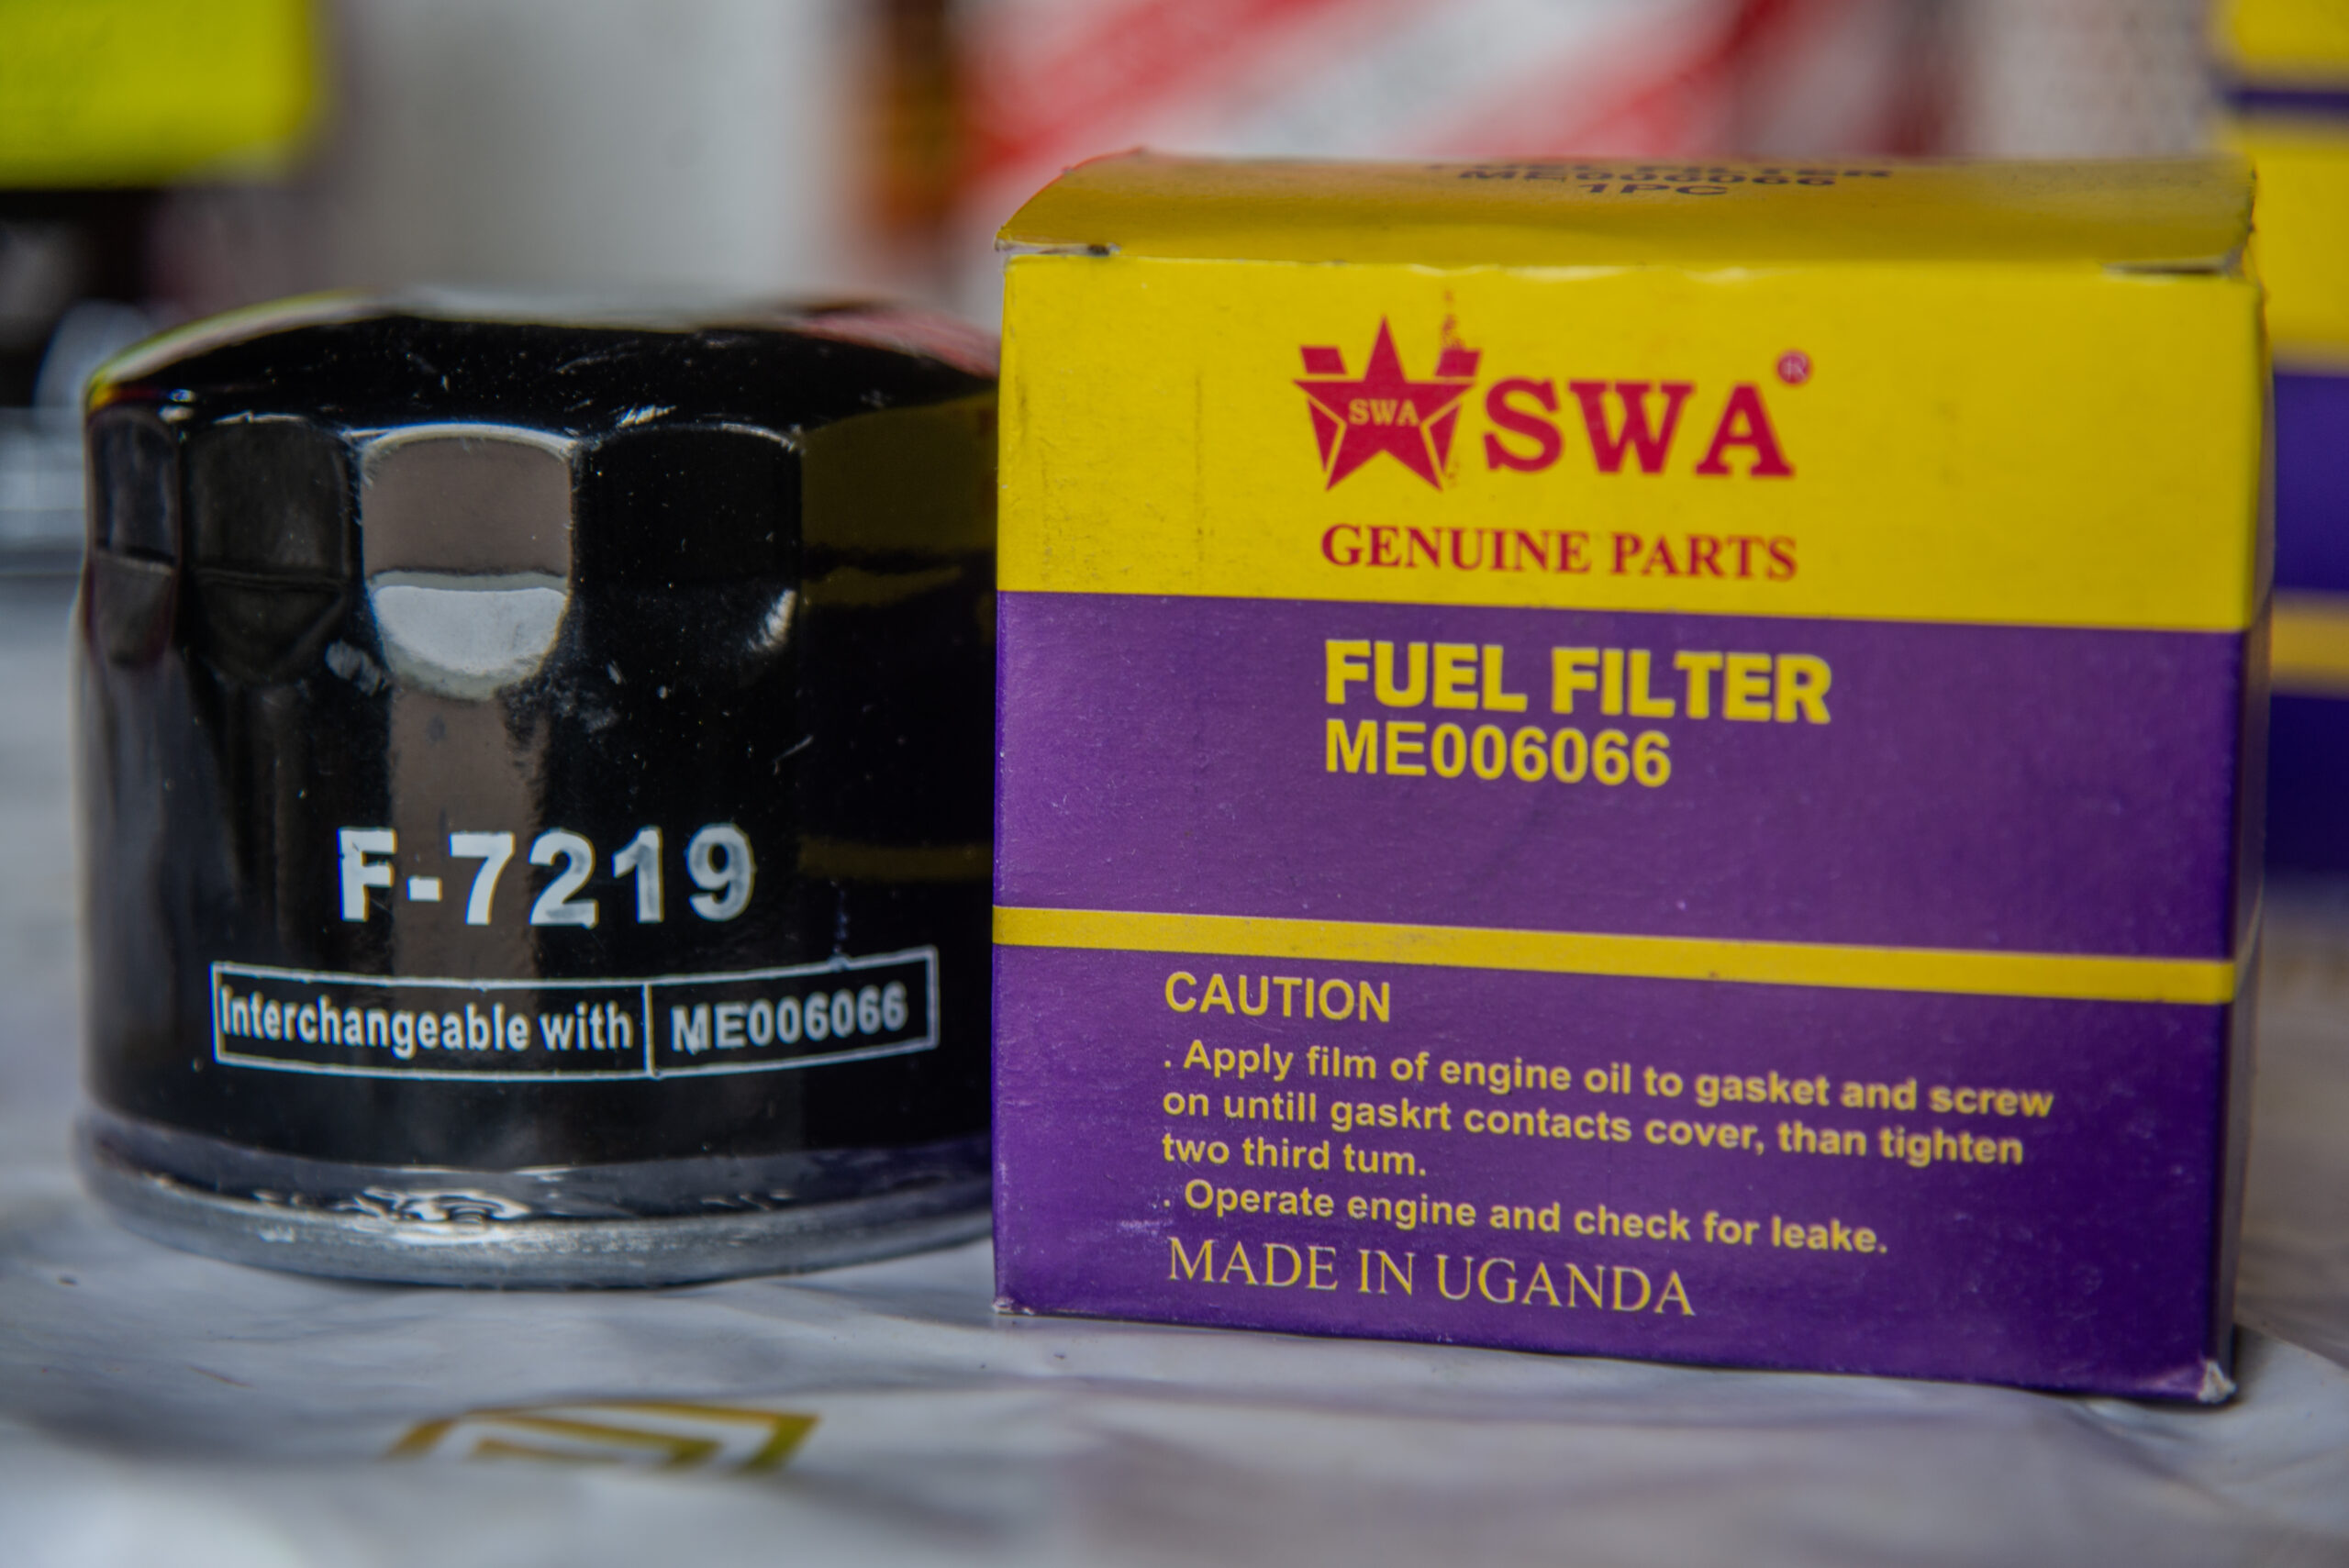 F-7219
Interchangeable with ME006066
ME006066
1PC
SWA
SWA®
GENUINE PARTS
FUEL FILTER
ME006066
CAUTION
. Apply film of engine oil to gasket and screw
on untill gaskrt contacts cover, than tighten
two third tum.
. Operate engine and check for leake.
MADE IN UGANDA